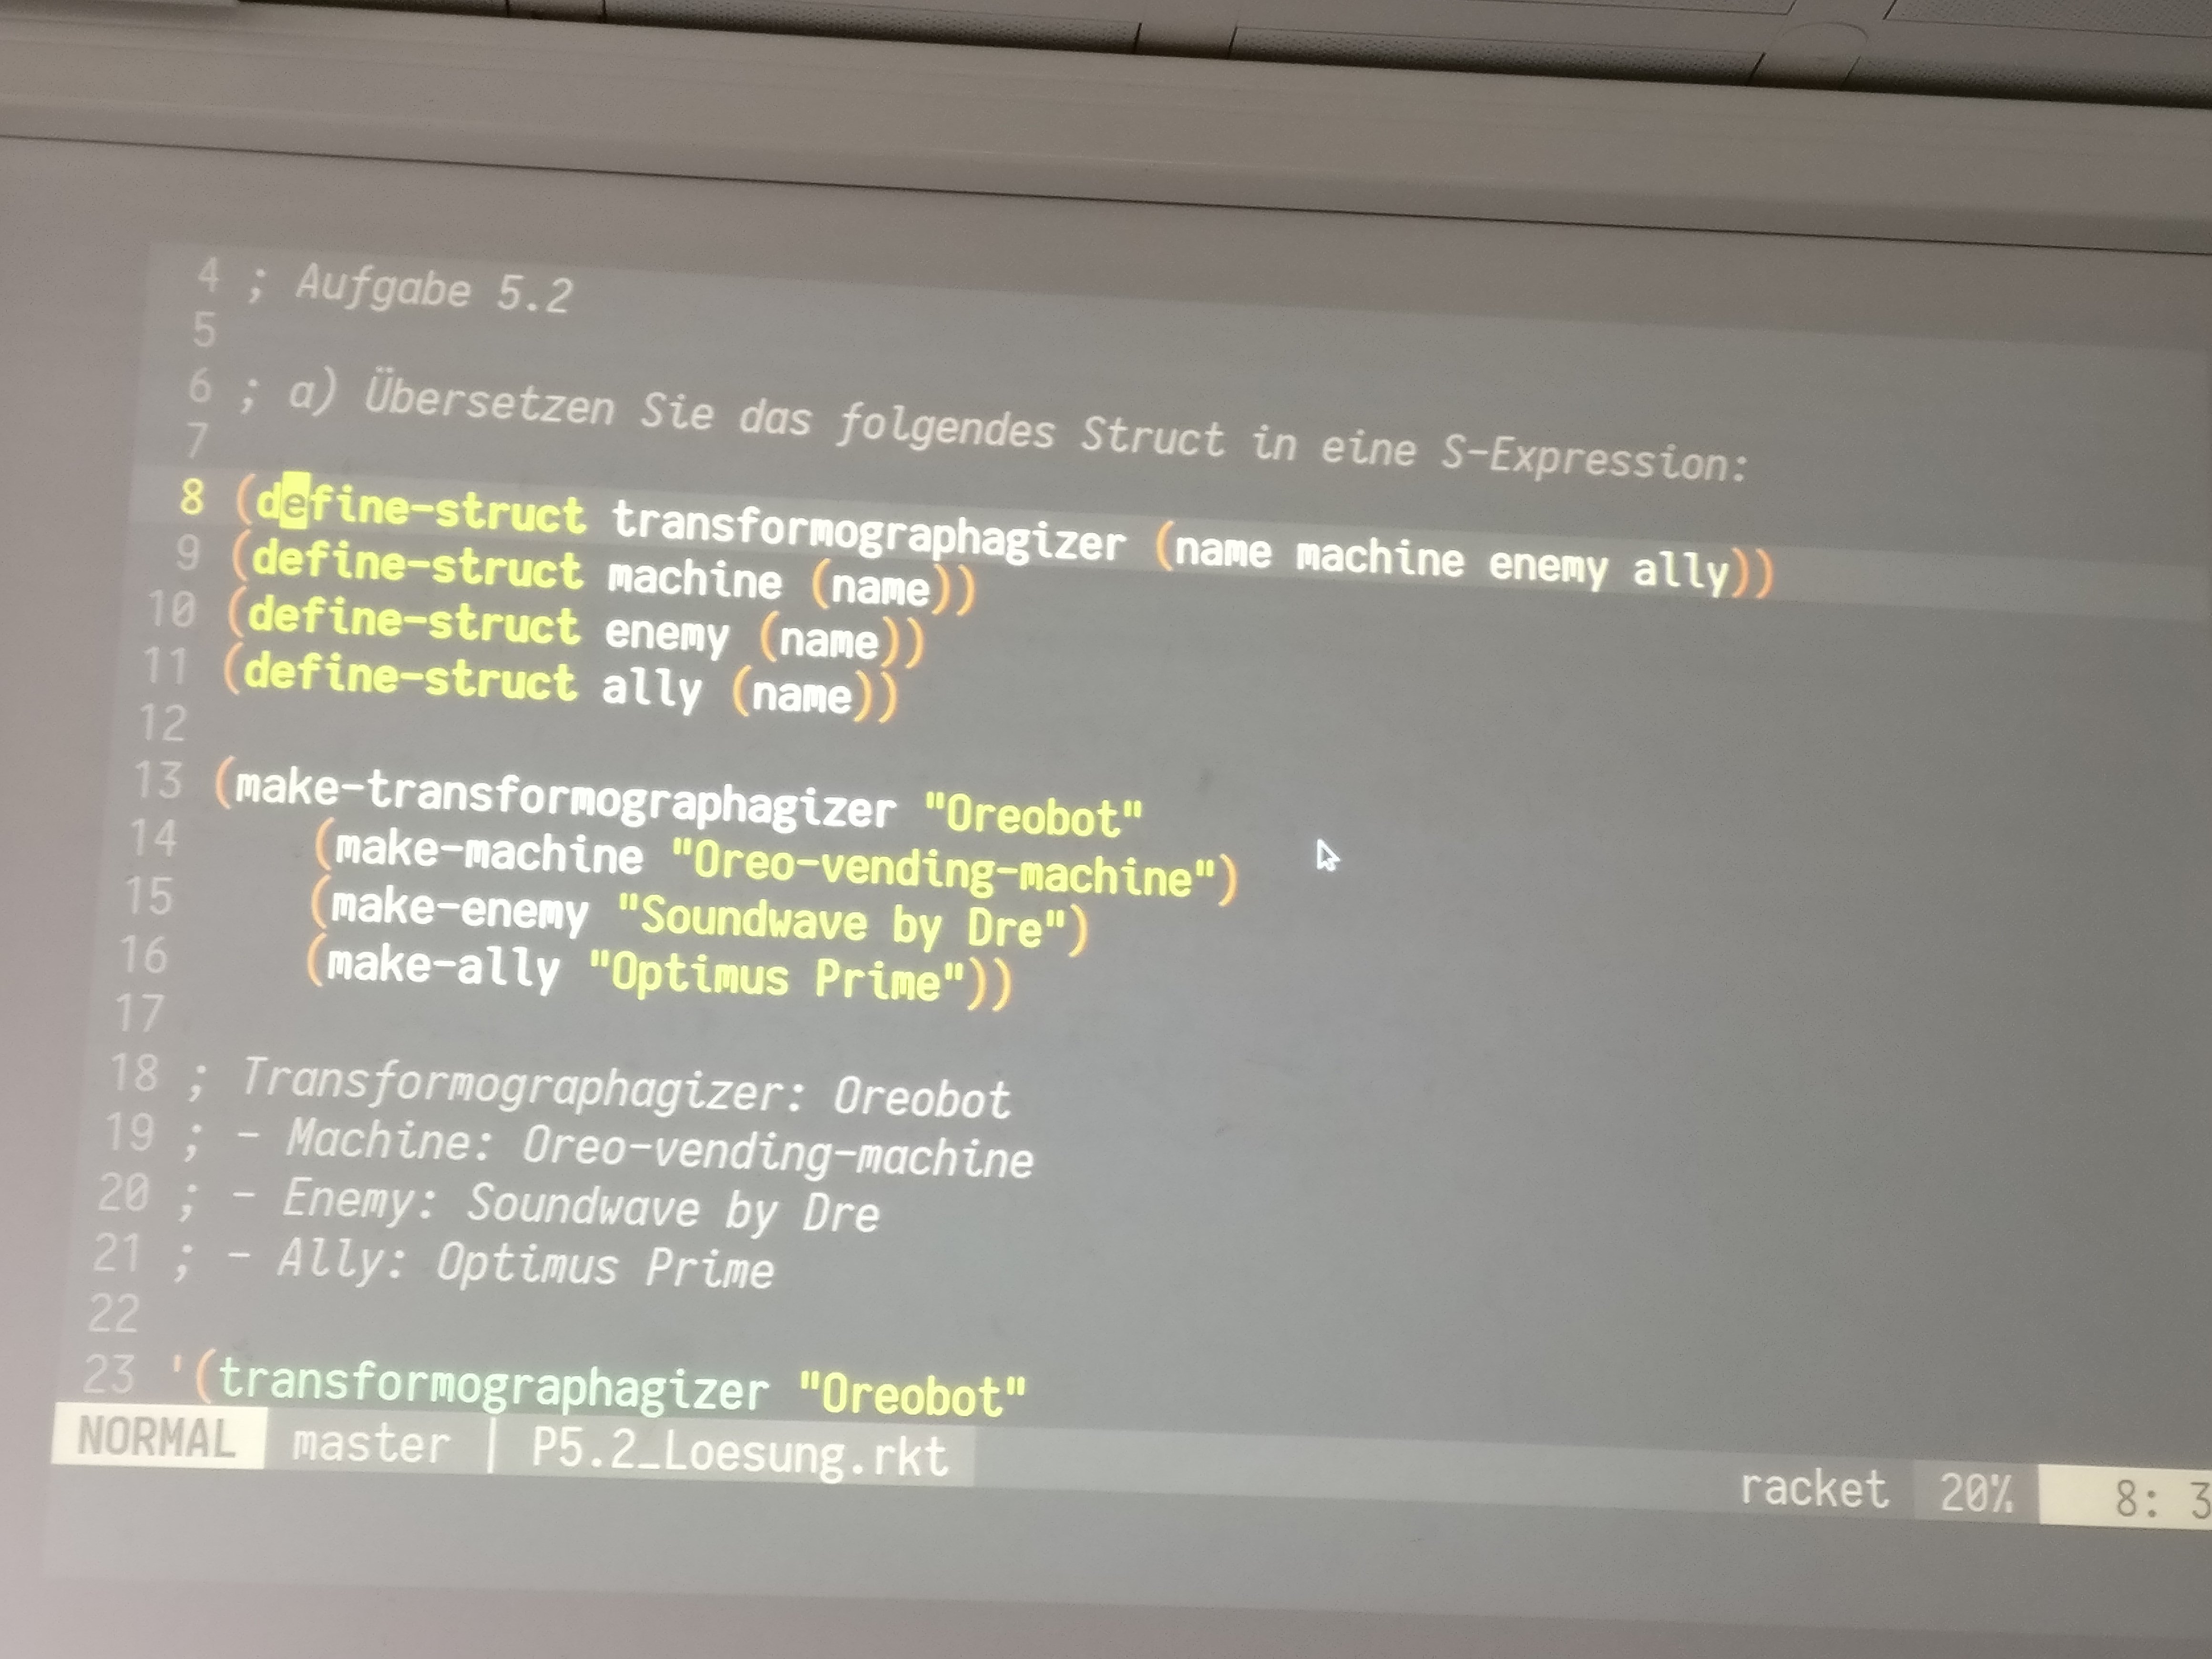 4 ; Aufgabe 5.2
5
6 ; a) Übersetzen Sie das folgendes Struct in eine S-Expression:
7
8 (define-struct transformographagizer (name machine enemy ally))
9 (define-struct machine (name))
10 (define-struct enemy (name))
11 (define-struct ally (name))
12
13 (make-transformographagizer "Oreobot"
14     (make-machine "Oreo-vending-machine")
15     (make-enemy "Soundwave by Dre")
16     (make-ally "Optimus Prime"))
17
18 ; Transformographagizer: Oreobot
19 ; - Machine: Oreo-vending-machine
20 ; - Enemy: Soundwave by Dre
21 ; - Ally: Optimus Prime
22
23 '(transformographagizer "Oreobot"
NORMAL master | P5.2_Loesung.rkt racket 20% 8: 3